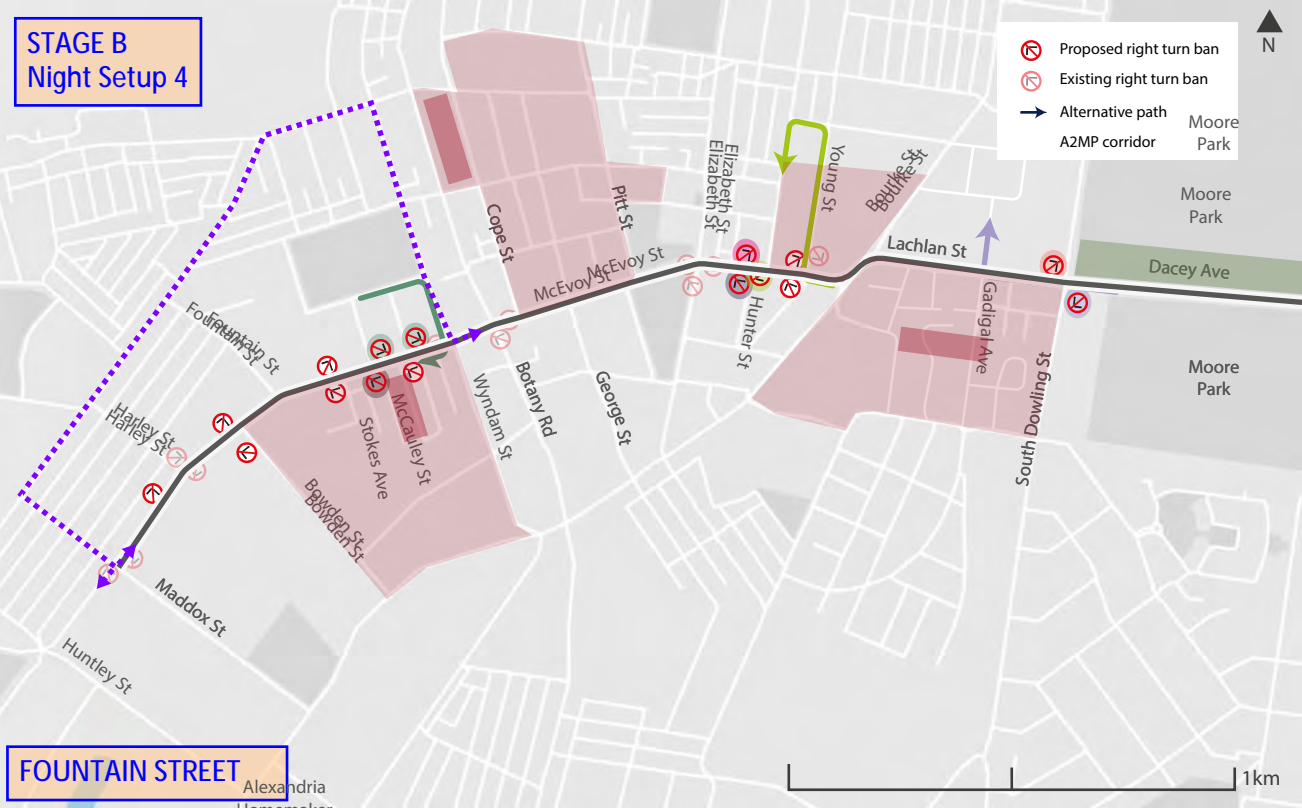 STAGE B
Night Setup 4
N
Proposed right turn ban
Existing right turn ban
Alternative path
A2MP corridor
Moore
Park
Moore
Park
Elizabeth St
Elizabeth St
Young St
Bourke St
Bourke St
Pitt St
Cope St
Lachlan St
Dacey Ave
McEvoy St
McEvoy St
Gadigal Ave
Fountain St
Fountain St
Hunter St
South Dowling St
Moore
Park
Botany Rd
George St
Wyndam St
McCauley St
Stokes Ave
Harley St
Harley St
Bowden St
Bowden St
Maddox St
Huntley St
FOUNTAIN STREET
Alexandria
Homemaker
1km